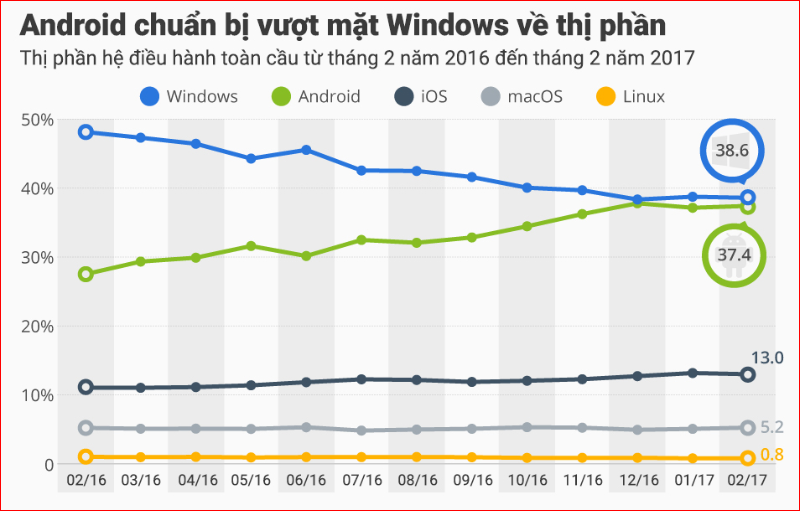 Android chuẩn bị vượt mặt Windows về thị phần
Thị phần hệ điều hành toàn cầu từ tháng 2 năm 2016 đến tháng 2 năm 2017
Windows Android iOS macOS Linux
50%
38.6
40%
30%
37.4
20%
13.0
10%
5.2
0.8
0
02/16 03/16 04/16 05/16 06/16 07/16 08/16 09/16 10/16 11/16 12/16 01/17 02/17